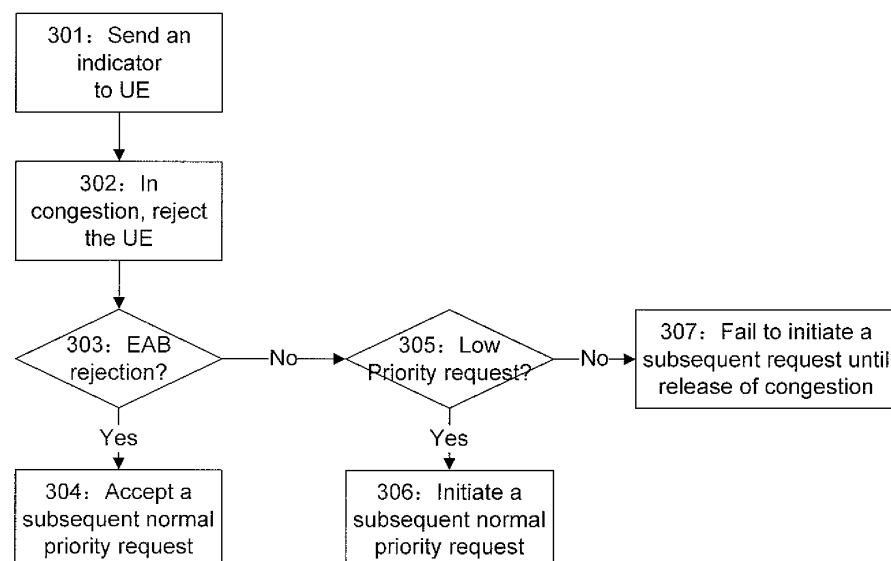 301：Send an
indicator
to UE
302：In
congestion, reject
the UE
303：EAB
rejection?
No
305：Low
Priority request?
No
307：Fail to initiate a
subsequent request until
release of congestion
Yes
Yes
304：Accept a
subsequent normal
priority request
306：Initiate a
subsequent normal
priority request